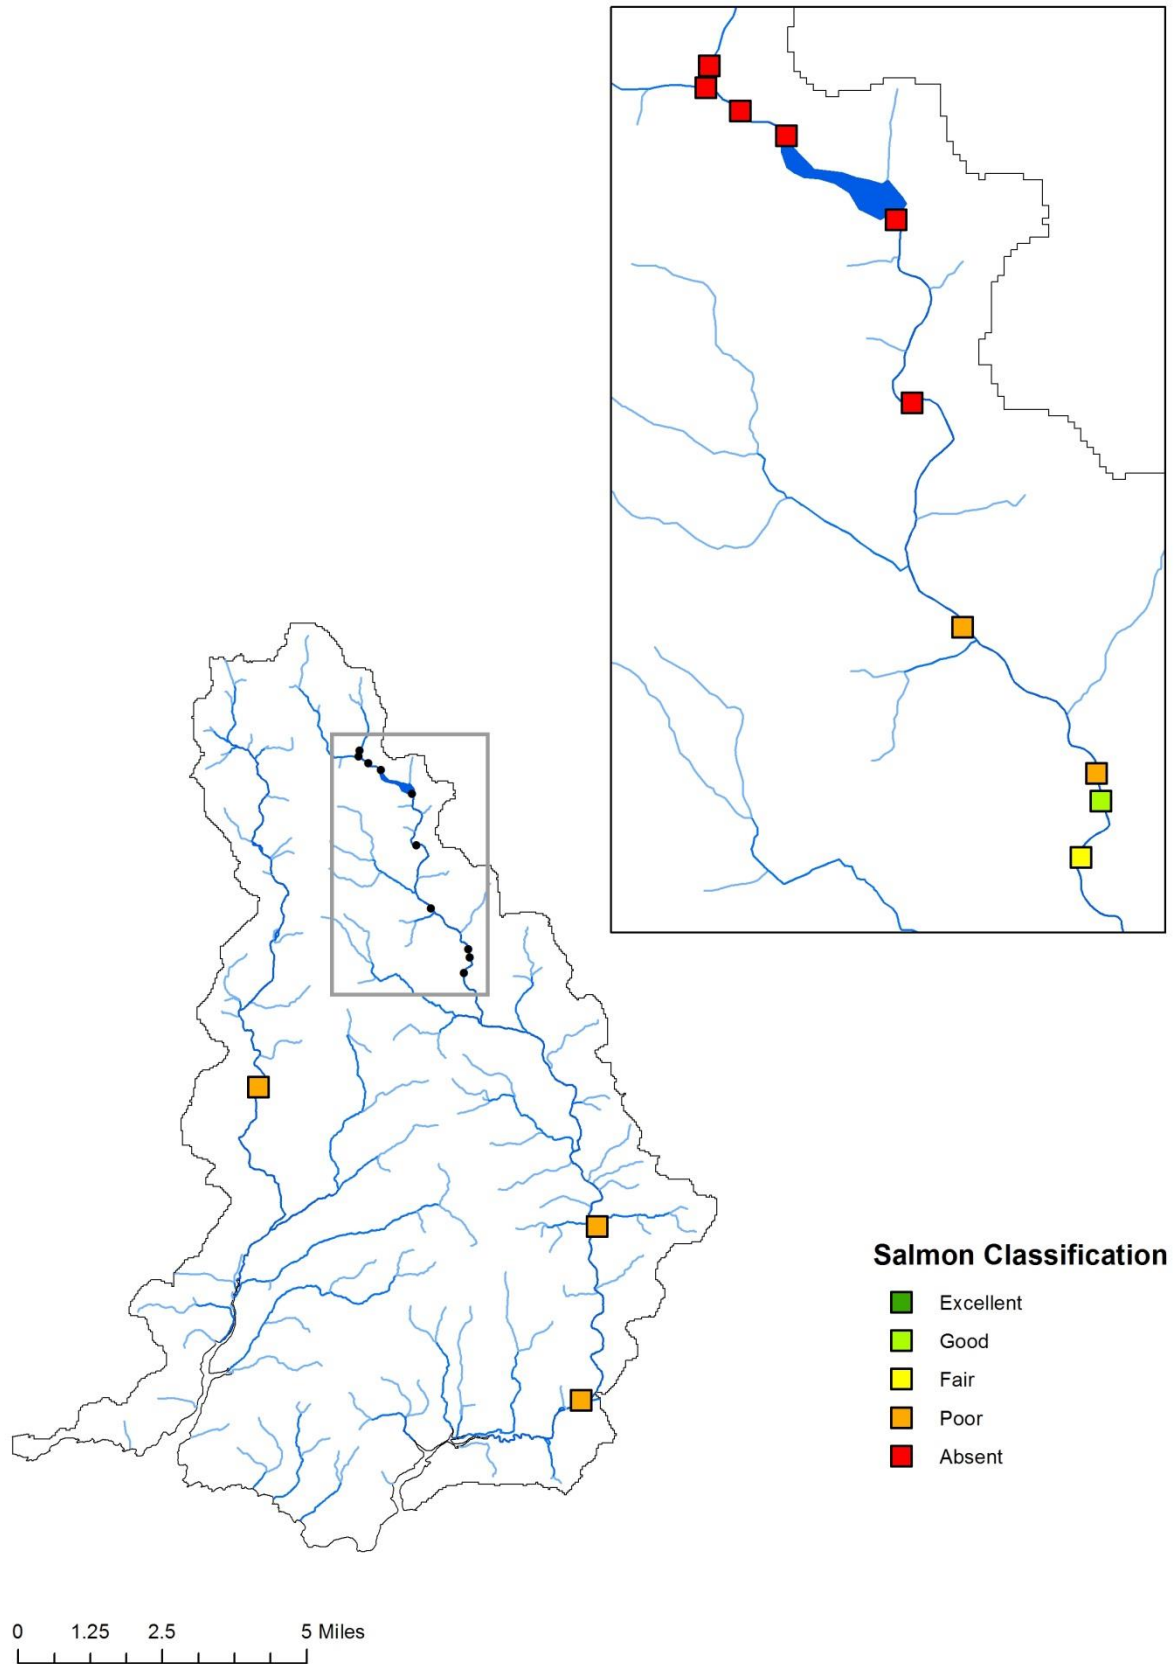 Salmon Classification
Excellent
Good
Fair
Poor
Absent
0 1.25 2.5 5 Miles